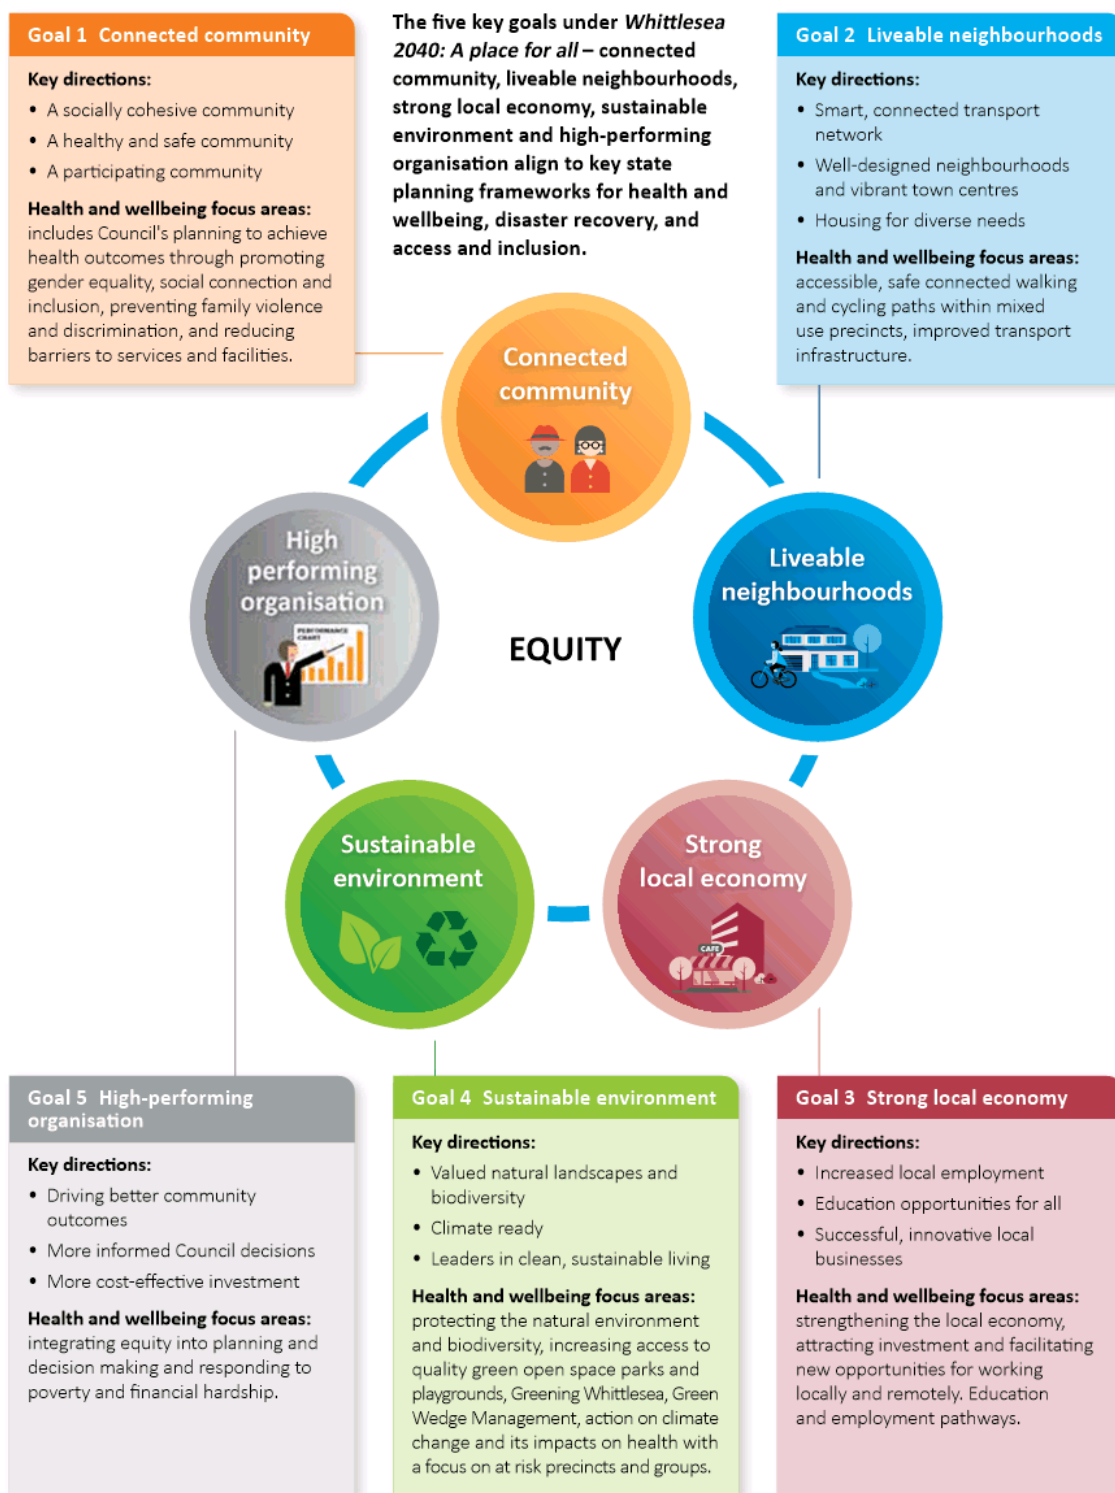 Goal 1 Connected community
Key directions:
• A socially cohesive community
• A healthy and safe community
• A participating community
Health and wellbeing focus areas:
includes Council's planning to achieve
health outcomes through promoting
gender equality, social connection and
inclusion, preventing family violence
and discrimination, and reducing
barriers to services and facilities.
The five key goals under Whittlesea
2040: A place for all – connected
community, liveable neighbourhoods,
strong local economy, sustainable
environment and high-performing
organisation align to key state
planning frameworks for health and
wellbeing, disaster recovery, and
access and inclusion.
Goal 2 Liveable neighbourhoods
Key directions:
• Smart, connected transport
network
• Well-designed neighbourhoods
and vibrant town centres
• Housing for diverse needs
Health and wellbeing focus areas:
accessible, safe connected walking
and cycling paths within mixed
use precincts, improved transport
infrastructure.
Connected
community
High
performing
organisation
PERFORMANCE
CHART
EQUITY
Liveable
neighbourhoods
Sustainable
environment
Strong
local economy
CAFE
Goal 5 High-performing
organisation
Key directions:
• Driving better community
outcomes
• More informed Council decisions
• More cost-effective investment
Health and wellbeing focus areas:
integrating equity into planning and
decision making and responding to
poverty and financial hardship.
Goal 4 Sustainable environment
Key directions:
• Valued natural landscapes and
biodiversity
• Climate ready
• Leaders in clean, sustainable living
Health and wellbeing focus areas:
protecting the natural environment
and biodiversity, increasing access to
quality green open space parks and
playgrounds, Greening Whittlesea, Green
Wedge Management, action on climate
change and its impacts on health with
a focus on at risk precincts and groups.
Goal 3 Strong local economy
Key directions:
• Increased local employment
• Education opportunities for all
• Successful, innovative local
businesses
Health and wellbeing focus areas:
strengthening the local economy,
attracting investment and facilitating
new opportunities for working
locally and remotely. Education
and employment pathways.